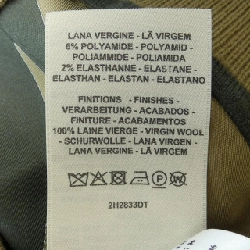 LANA VERGINE - LÃ VIRGEM
6% POLYAMIDE - POLYAMID -
POLIAMMIDE - POLIAMIDA
2% ELASTHANNE - ELASTANE -
ELASTHAN - ELASTAN - ELASTANO
FINITIONS - FINISHES -
VERARBEITUNG - ACABADOS -
FINITURE - ACABAMENTOS
100% LAINE VIERGE - VIRGIN WOOL
- SCHURWOLLE - LANA VIRGEN -
LANA VERGINE - LÃ VIRGEM
2H2833DT